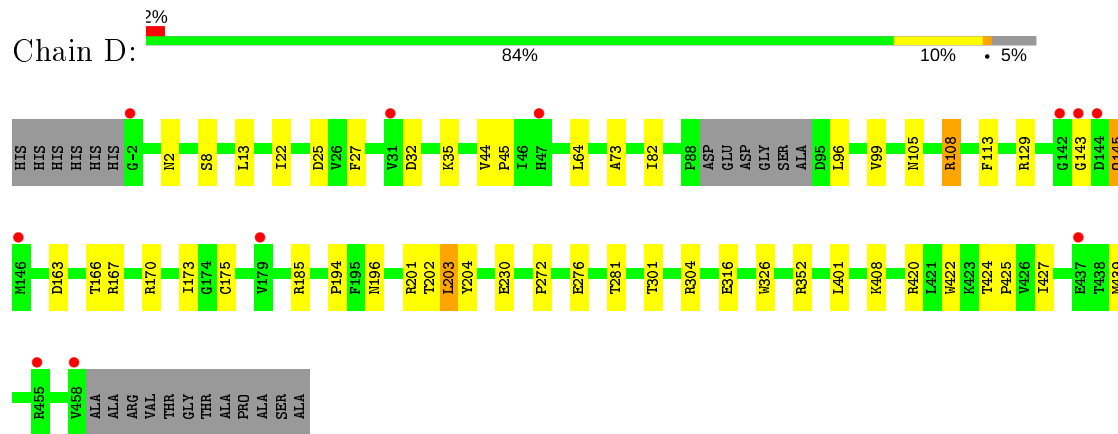 2%
Chain D:
84% 10% • 5%
HIS HIS HIS HIS HIS HIS G-2 N2 S8 L13 I22 D25 V26 F27 V31 D32 K35 V44 P45 I46 H47 L64 A73 I82 P88 ASP GLU ASP GLY SER ALA D95 L96 V99 N105 R108 F113 R129 G142 G143 D144
M146 D163 T166 R167 R170 I173 G174 C175 V179 R185 P194 F195 N196 R201 T202 L203 Y204 E230 P272 E276 T281 T301 R304 E316 W326 R352 L401 K408 R420 L421 W422 K423 T424 P425 V426 I427 E437 T438 M439
R455 V458 ALA ALA ARG VAL THR GLY THR ALA PRO ALA SER ALA